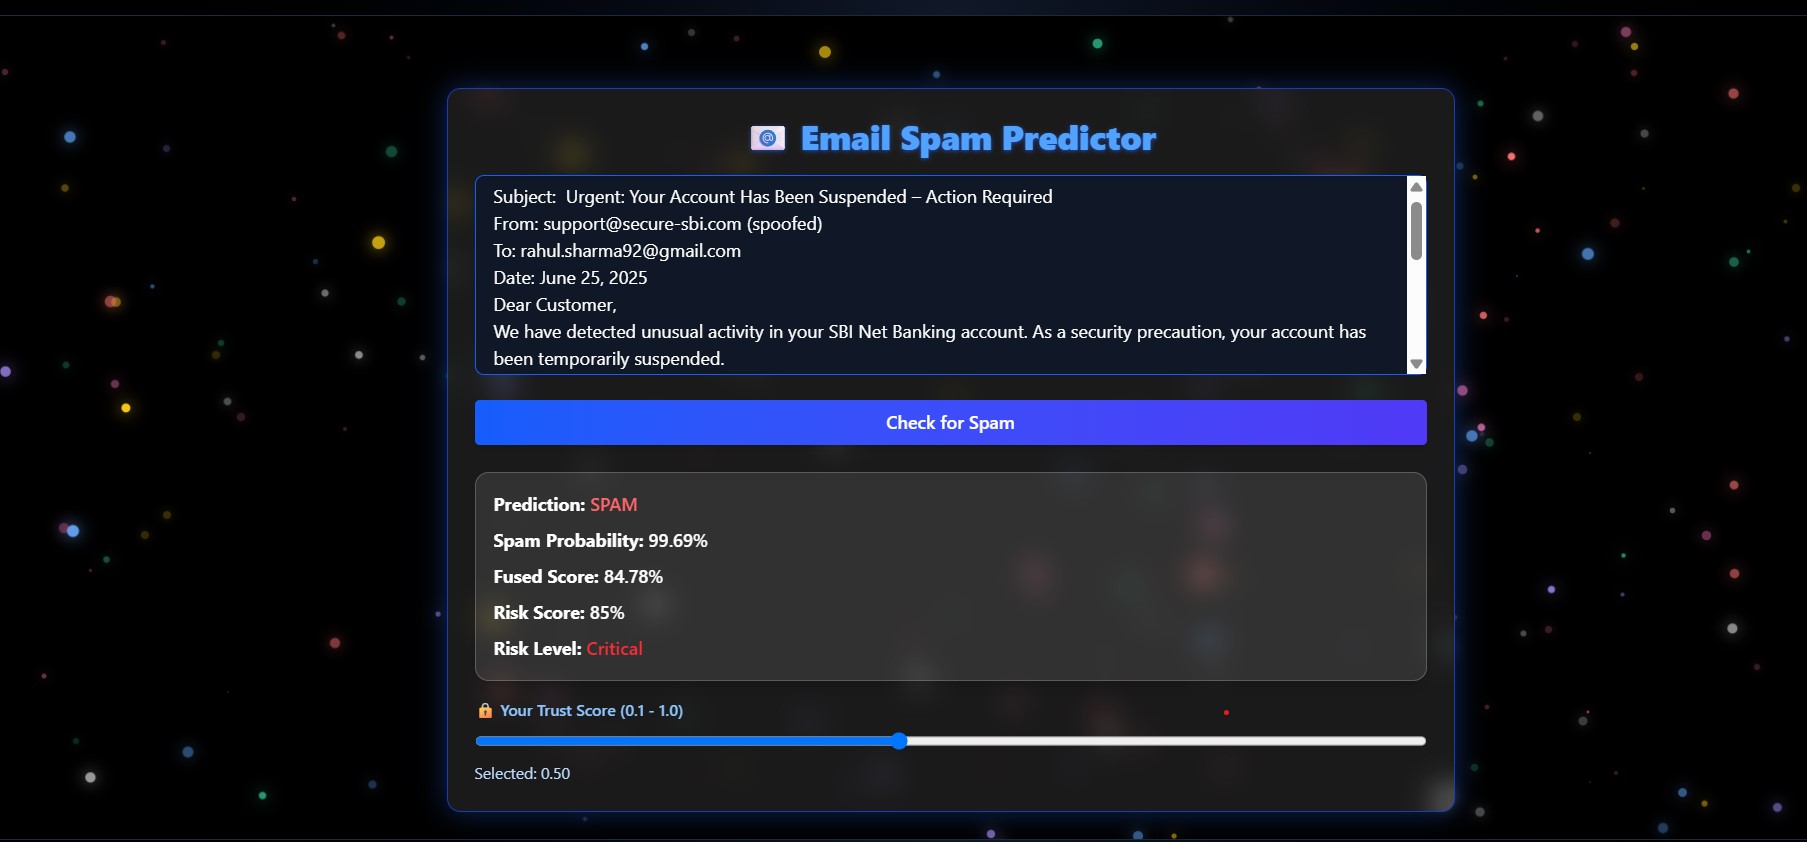 Email Spam Predictor
Subject:  Urgent: Your Account Has Been Suspended – Action Required
From: support@secure-sbi.com (spoofed)
To: rahul.sharma92@gmail.com
Date: June 25, 2025
Dear Customer,
We have detected unusual activity in your SBI Net Banking account. As a security precaution, your account has
been temporarily suspended.
Check for Spam
Prediction: SPAM
Spam Probability: 99.69%
Fused Score: 84.78%
Risk Score: 85%
Risk Level: Critical
Your Trust Score (0.1 - 1.0)
Selected: 0.50